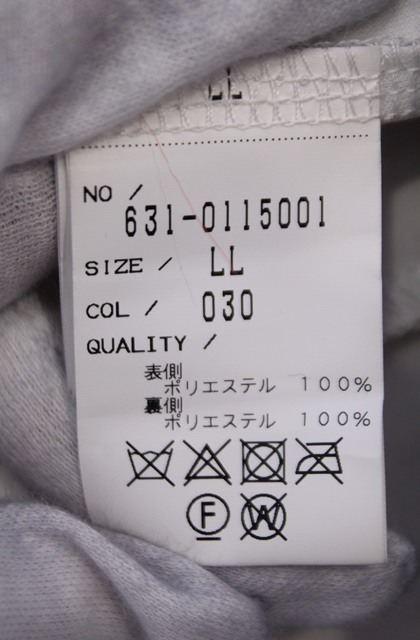 LL
NO /
631-0115001
SIZE / LL
COL / 030
QUALITY /
表側
ポリエステル 100%
裏側
ポリエステル 100%
F W